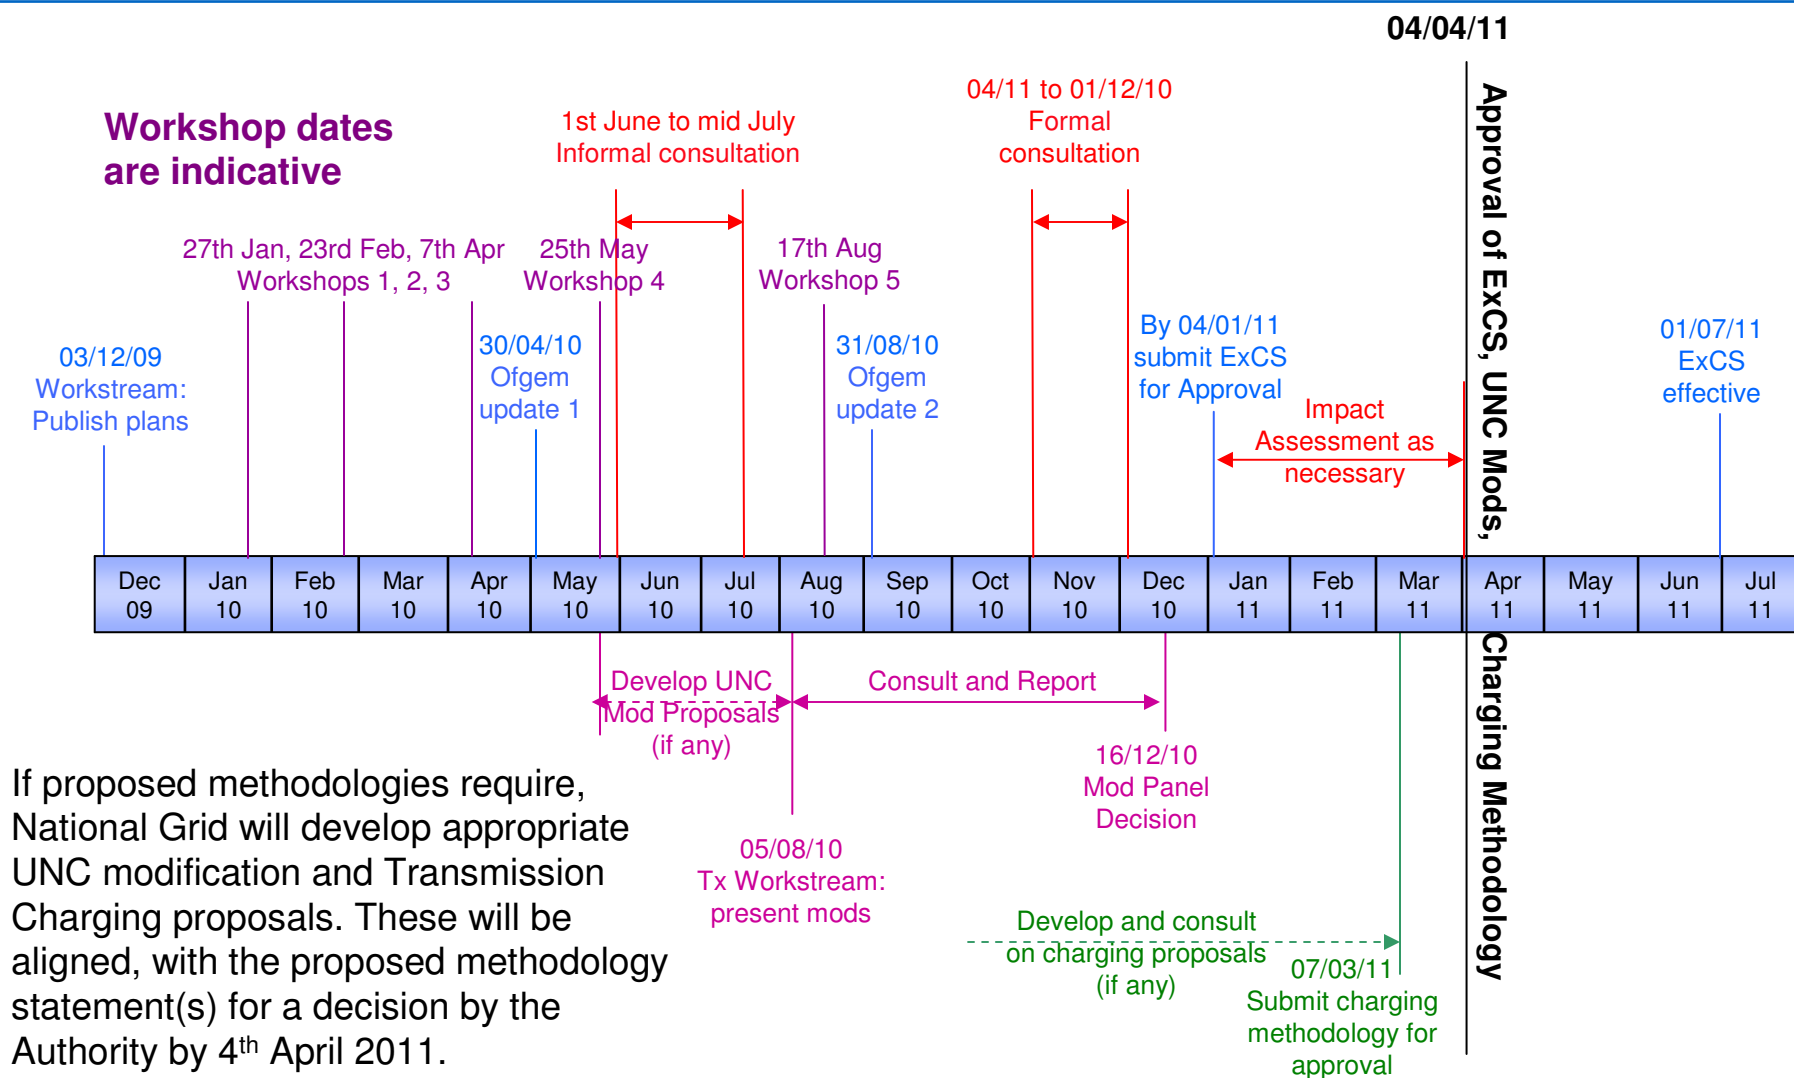 04/04/11
Approval of ExCS, UNC Mods, Charging Methodology
Workshop dates
are indicative
1st June to mid July
Informal consultation
04/11 to 01/12/10
Formal
consultation
27th Jan, 23rd Feb, 7th Apr
Workshops 1, 2, 3
25th May
Workshop 4
17th Aug
Workshop 5
03/12/09
Workstream:
Publish plans
30/04/10
Ofgem
update 1
31/08/10
Ofgem
update 2
By 04/01/11
submit ExCS
for Approval
Impact
Assessment as
necessary
01/07/11
ExCS
effective
Dec Jan Feb Mar Apr May Jun Jul Aug Sep Oct Nov Dec Jan Feb Mar Apr May Jun Jul
09 10 10 10 10 10 10 10 10 10 10 10 10 11 11 11 11 11 11 11
Develop UNC
Mod Proposals
(if any)
Consult and Report
16/12/10
Mod Panel
Decision
05/08/10
Tx Workstream:
present mods
Develop and consult
on charging proposals
(if any)
07/03/11
Submit charging
methodology for
approval
If proposed methodologies require,
National Grid will develop appropriate
UNC modification and Transmission
Charging proposals. These will be
aligned, with the proposed methodology
statement(s) for a decision by the
Authority by 4th April 2011.